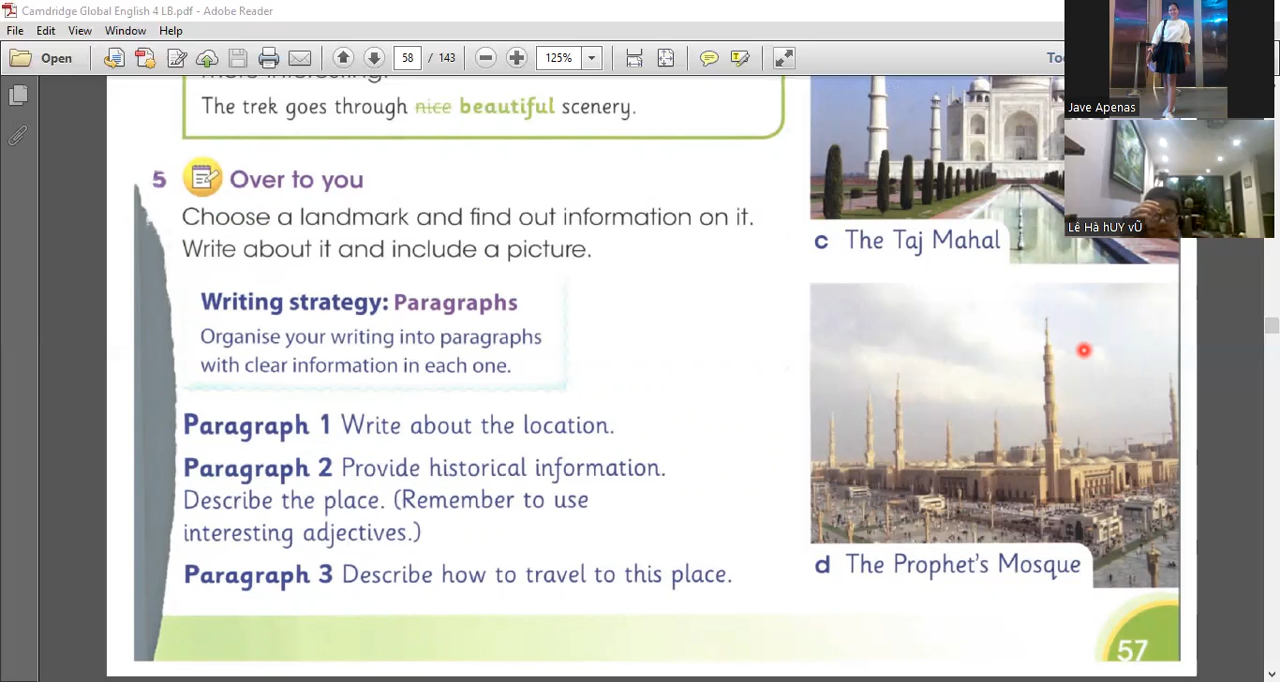 Camdridge Global English 4 LB.pdf - Adobe Reader
File Edit View Window Help
Open
58 / 143
125%
Jave Apenas
Lê Hà hUY vŨ
more interesting.
The trek goes through nice beautiful scenery.
5 Over to you
Choose a landmark and find out information on it.
Write about it and include a picture.
Writing strategy: Paragraphs
Organise your writing into paragraphs
with clear information in each one.
Paragraph 1 Write about the location.
Paragraph 2 Provide historical information.
Describe the place. (Remember to use
interesting adjectives.)
Paragraph 3 Describe how to travel to this place.
c The Taj Mahal
d The Prophet's Mosque
57